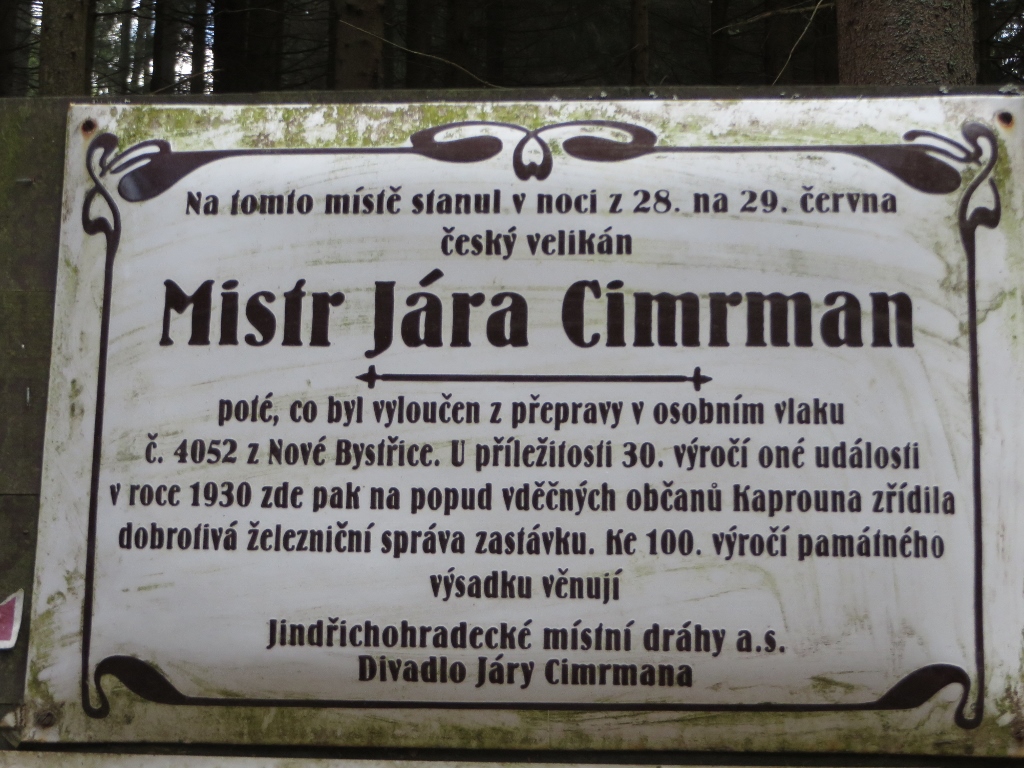 Na tomto místě stanul v noci z 28. na 29. června
český velikán
Mistr Jára Cimrman
poté, co byl vyloučen z přepravy v osobním vlaku
č. 4052 z Nové Bystřice. U příležitosti 30. výročí oné události
v roce 1930 zde pak na popud vděčných občanů Kaprouna zřídila
dobrotivá železniční správa zastávku. Ke 100. výročí památného
výsadku věnují
Jindřichohradecké místní dráhy a.s.
Divadlo Járy Cimrmana